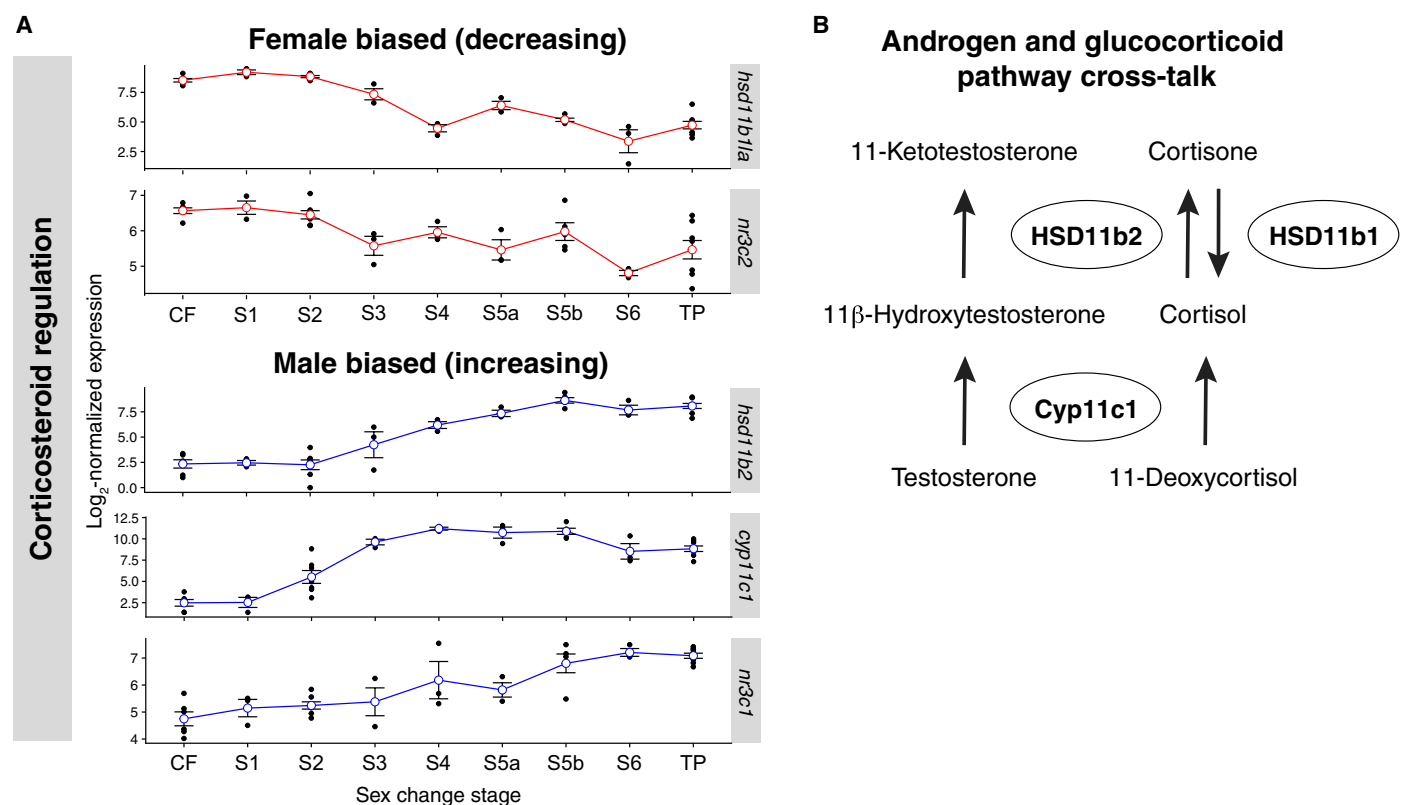 A
Female biased (decreasing)
Corticosteroid regulation
Log2-normalized expression
7.5
5.0
2.5
hsd11b1la
7
6
5
nr3c2
CF S1 S2 S3 S4 S5a S5b S6 TP
Male biased (increasing)
7.5
5.0
2.5
0.0
hsd11b2
12.5
10.0
7.5
5.0
2.5
cyp11c1
7
6
5
4
nr3c1
CF S1 S2 S3 S4 S5a S5b S6 TP
Sex change stage
B
Androgen and glucocorticoid
pathway cross-talk
11-Ketotestosterone Cortisone
HSD11b2 HSD11b1
11β-Hydroxytestosterone Cortisol
Cyp11c1
Testosterone 11-Deoxycortisol